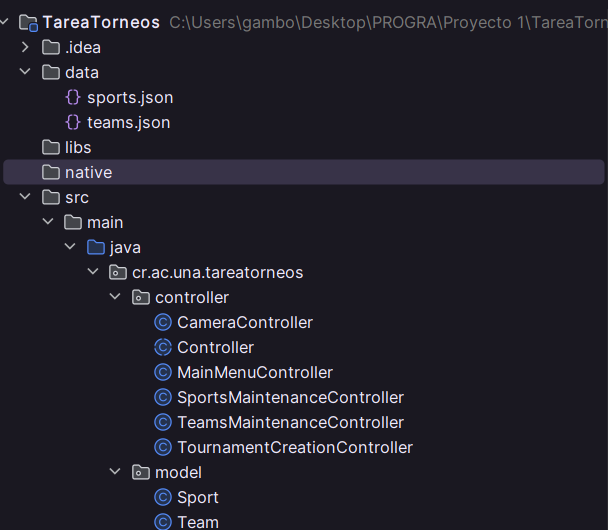 TareaTorneos C:\Users\gambo\Desktop\PROGRA\Proyecto 1\TareaTorn
.idea
data
{} sports.json
{} teams.json
libs
native
src
main
java
cr.ac.una.tareatorneos
controller
C CameraController
C Controller
C MainMenuController
C SportsMaintenanceController
C TeamsMaintenanceController
C TournamentCreationController
model
C Sport
C Team